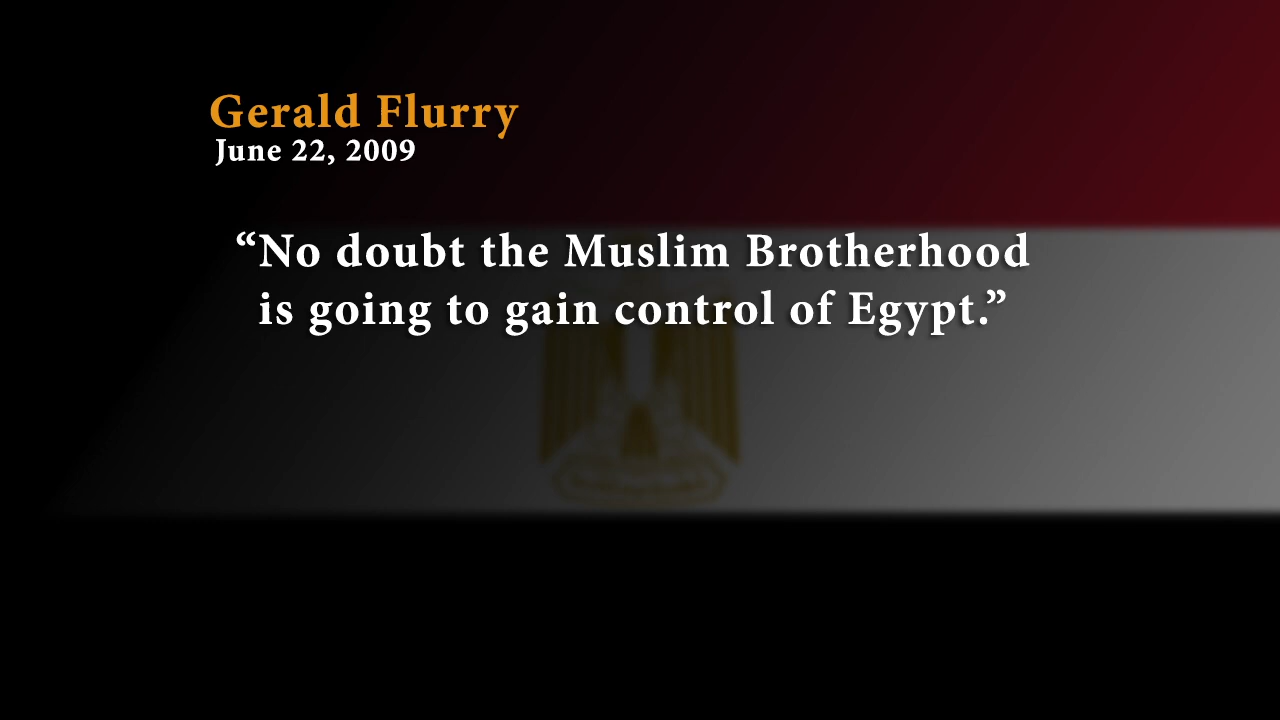 Gerald Flurry
June 22, 2009
“No doubt the Muslim Brotherhood
is going to gain control of Egypt.”